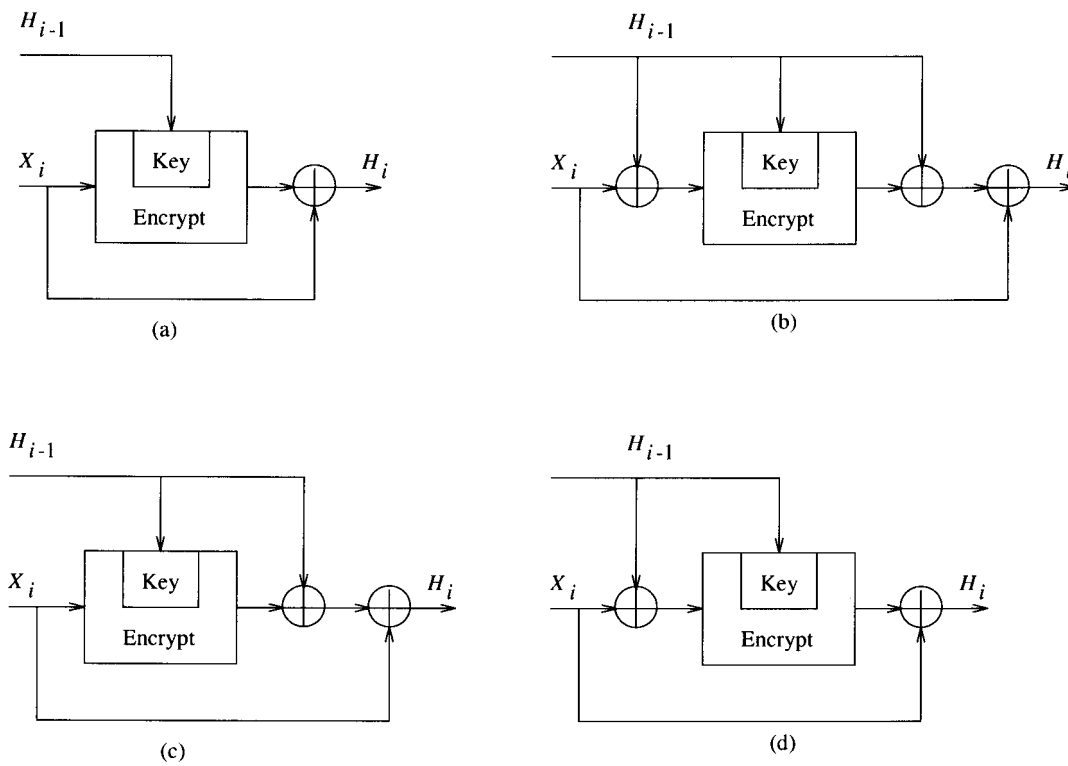 H_{i-1}
X_i
Key
Encrypt
H_i
(a)
H_{i-1}
X_i
Key
Encrypt
H_i
(b)
H_{i-1}
X_i
Key
Encrypt
H_i
(c)
H_{i-1}
X_i
Key
Encrypt
H_i
(d)